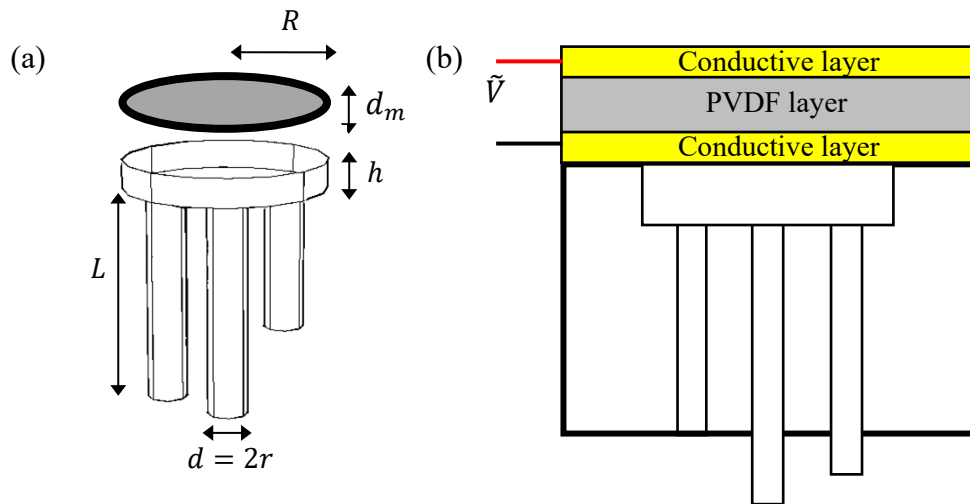 (a)
R
d_m
h
L
d = 2r
(b)
Ṽ
Conductive layer
PVDF layer
Conductive layer